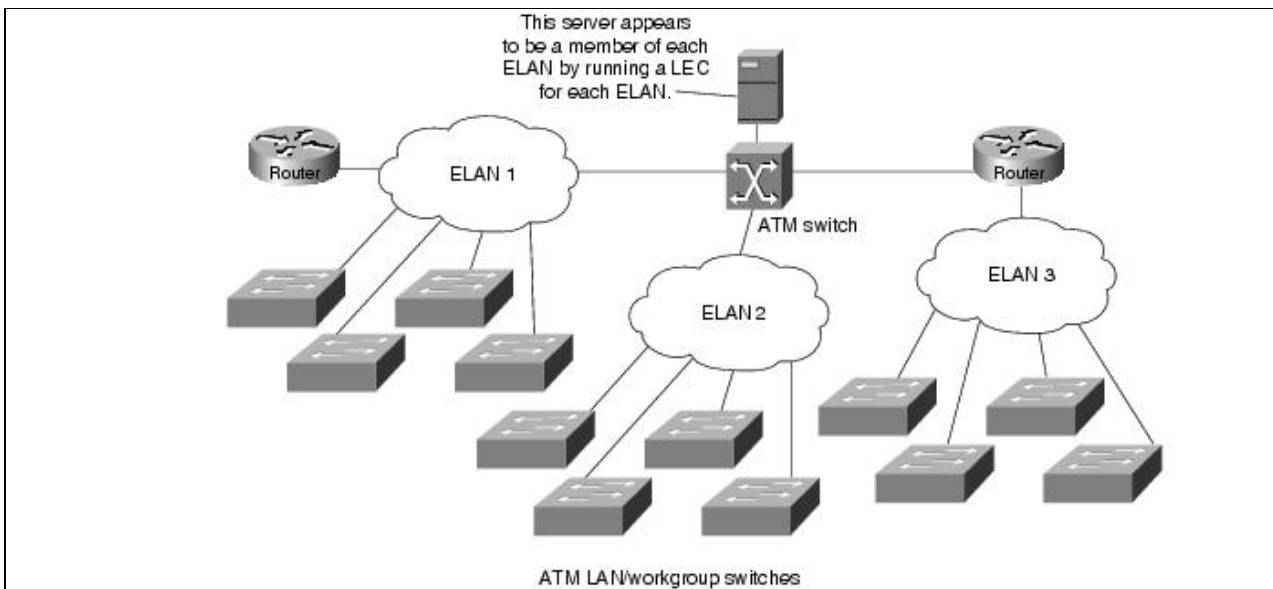 This server appears
to be a member of each
ELAN by running a LEC
for each ELAN.
Router
ELAN 1
Router
ATM switch
ELAN 2
ELAN 3
ATM LAN/workgroup switches